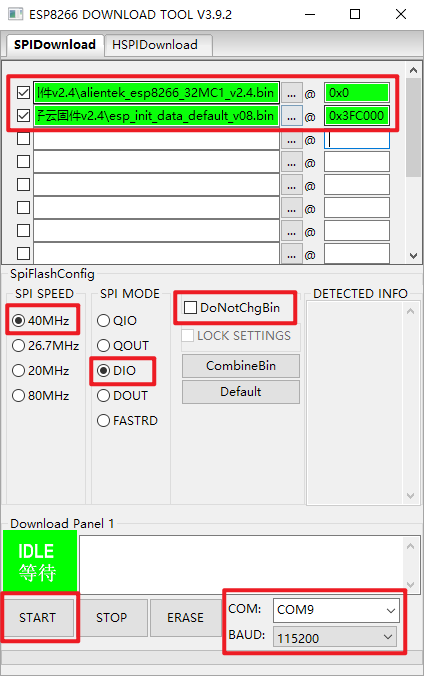 ESP8266 DOWNLOAD TOOL V3.9.2
SPIDownload HSPIDownload
件v2.4\alientek_esp8266_32MC1_v2.4.bin ... @ 0x0
云固件v2.4\esp_init_data_default_v08.bin ... @ 0x3FC000
... @
... @
... @
... @
... @
... @
SpiFlashConfig
SPI SPEED
40MHz
26.7MHz
20MHz
80MHz
SPI MODE
QIO
QOUT
DIO
DOUT
FASTRD
DoNotChgBin
LOCK SETTINGS
CombineBin
Default
DETECTED INFO
Download Panel 1
IDLE
等待
START STOP ERASE
COM: COM9
BAUD: 115200